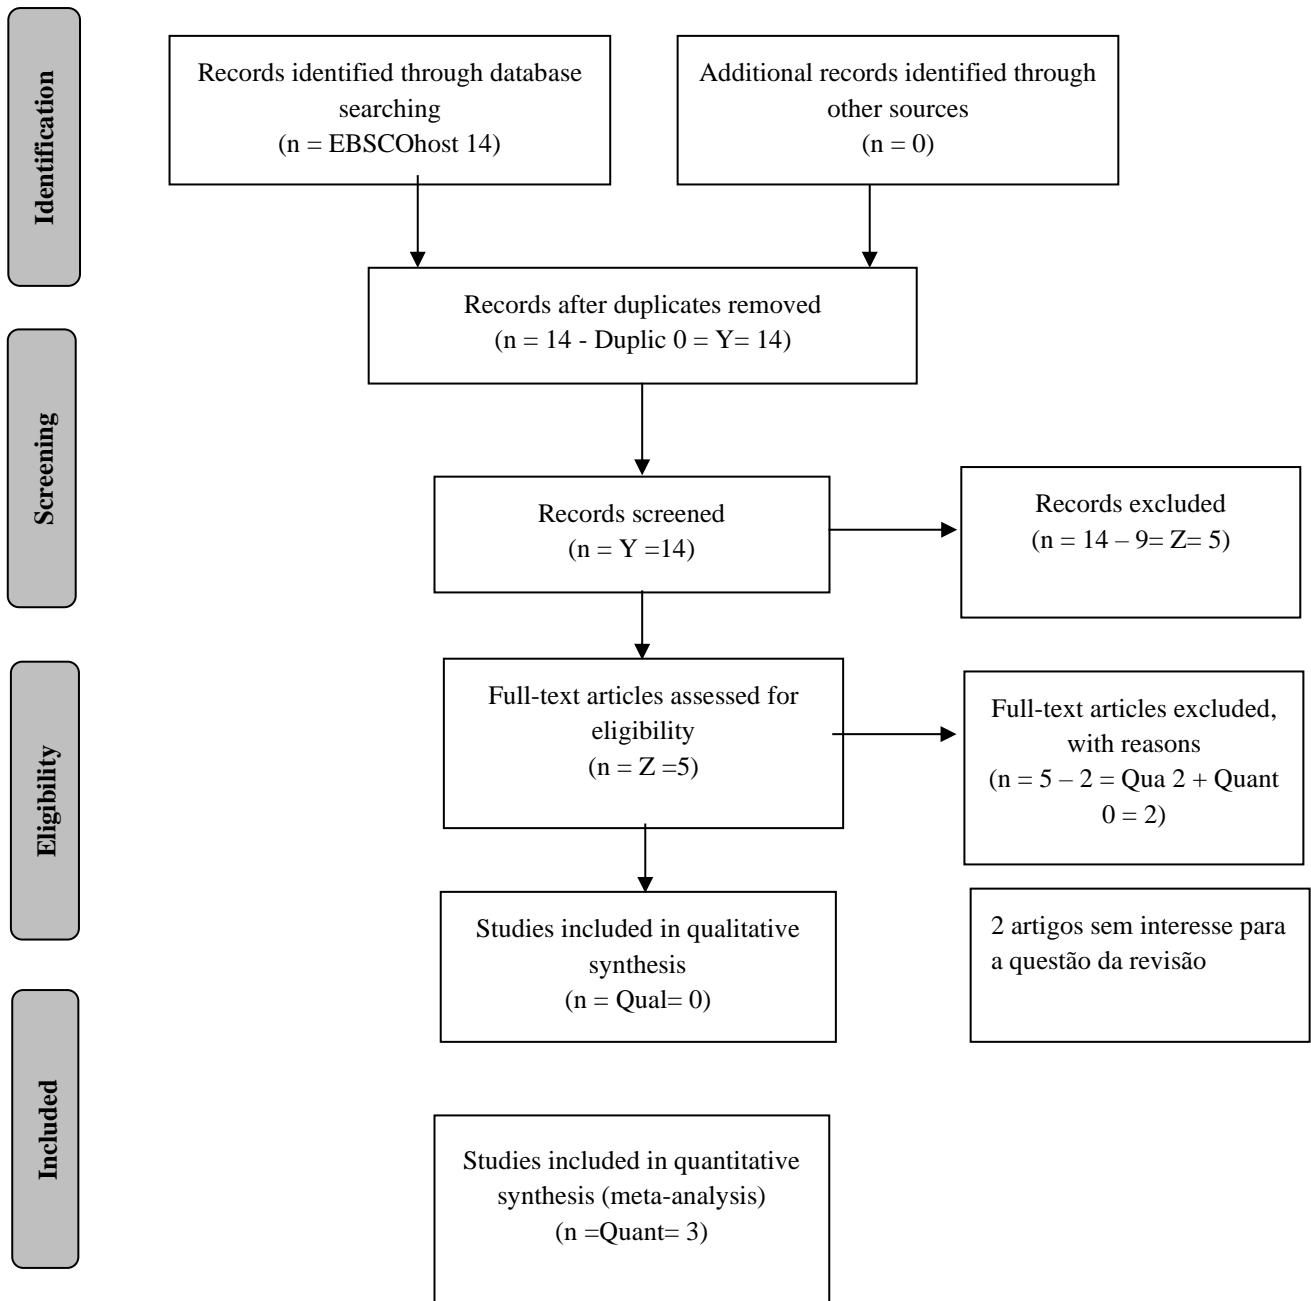 Identification
Records identified through database
searching
(n = EBSCOhost 14)
Additional records identified through
other sources
(n = 0)
Records after duplicates removed
(n = 14 - Duplic 0 = Y= 14)
Screening
Records screened
(n = Y =14)
Records excluded
(n = 14 – 9= Z= 5)
Eligibility
Full-text articles assessed for
eligibility
(n = Z =5)
Full-text articles excluded,
with reasons
(n = 5 – 2 = Qua 2 + Quant
0 = 2)
2 artigos sem interesse para
a questão da revisão
Studies included in qualitative
synthesis
(n = Qual= 0)
Included
Studies included in quantitative
synthesis (meta-analysis)
(n =Quant= 3)